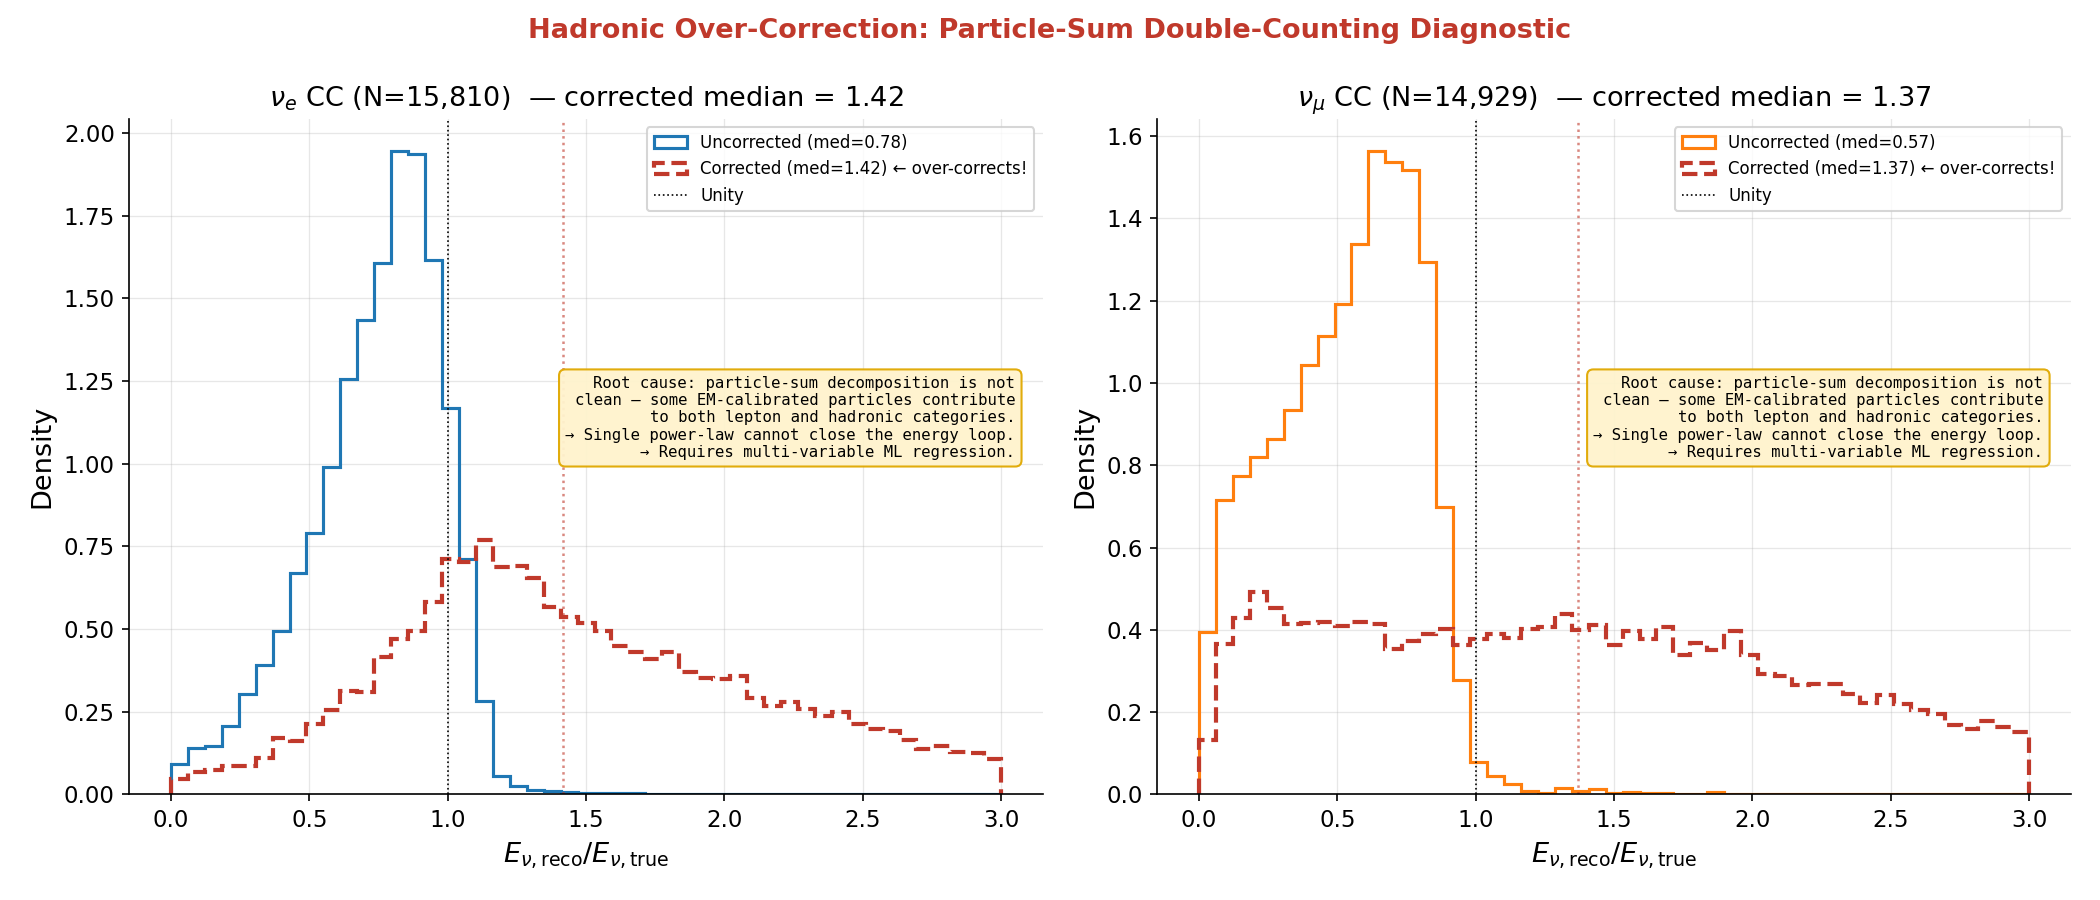 Hadronic Over-Correction: Particle-Sum Double-Counting Diagnostic
νe CC (N=15,810) — corrected median = 1.42
Density
2.00
1.75
1.50
1.25
1.00
0.75
0.50
0.25
0.00
Uncorrected (med=0.78)
Corrected (med=1.42) ← over-corrects!
Unity
Root cause: particle-sum decomposition is not
clean — some EM-calibrated particles contribute
to both lepton and hadronic categories.
→ Single power-law cannot close the energy loop.
→ Requires multi-variable ML regression.
0.0 0.5 1.0 1.5 2.0 2.5 3.0
Eν,reco/Eν,true
νμ CC (N=14,929) — corrected median = 1.37
Density
1.6
1.4
1.2
1.0
0.8
0.6
0.4
0.2
0.0
Uncorrected (med=0.57)
Corrected (med=1.37) ← over-corrects!
Unity
Root cause: particle-sum decomposition is not
clean — some EM-calibrated particles contribute
to both lepton and hadronic categories.
→ Single power-law cannot close the energy loop.
→ Requires multi-variable ML regression.
0.0 0.5 1.0 1.5 2.0 2.5 3.0
Eν,reco/Eν,true